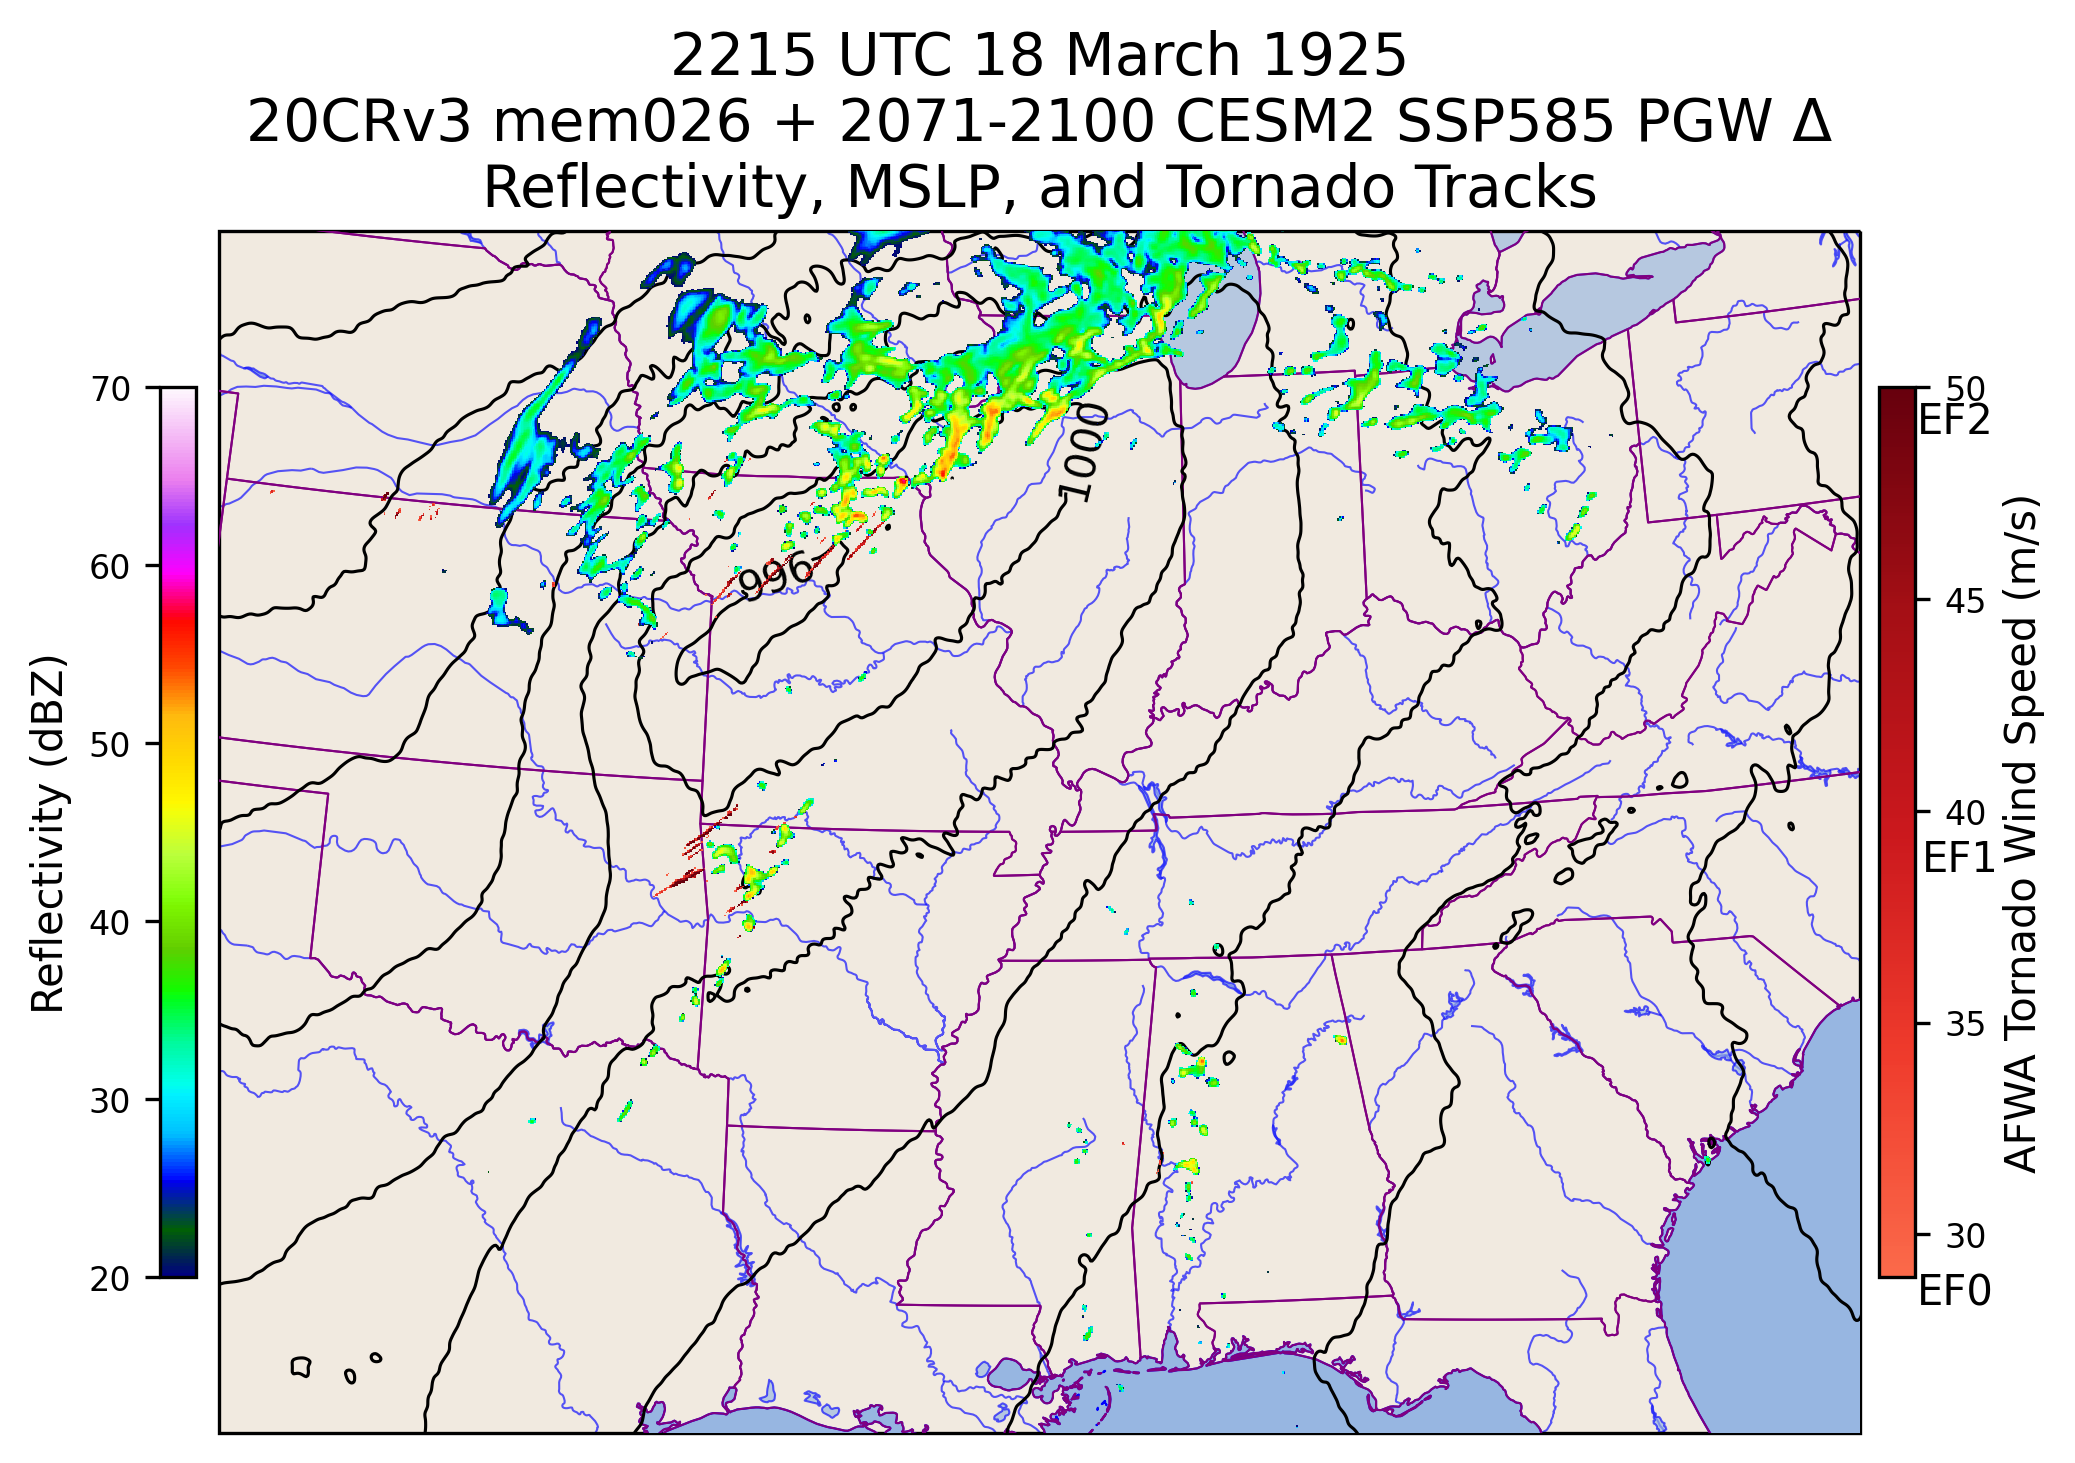 2215 UTC 18 March 1925
20CRv3 mem026 + 2071-2100 CESM2 SSP585 PGW Δ
Reflectivity, MSLP, and Tornado Tracks
Reflectivity (dBZ)
70
60
50
40
30
20
1000
996
50
EF2
45
40
EF1
35
30
EF0
AFWA Tornado Wind Speed (m/s)